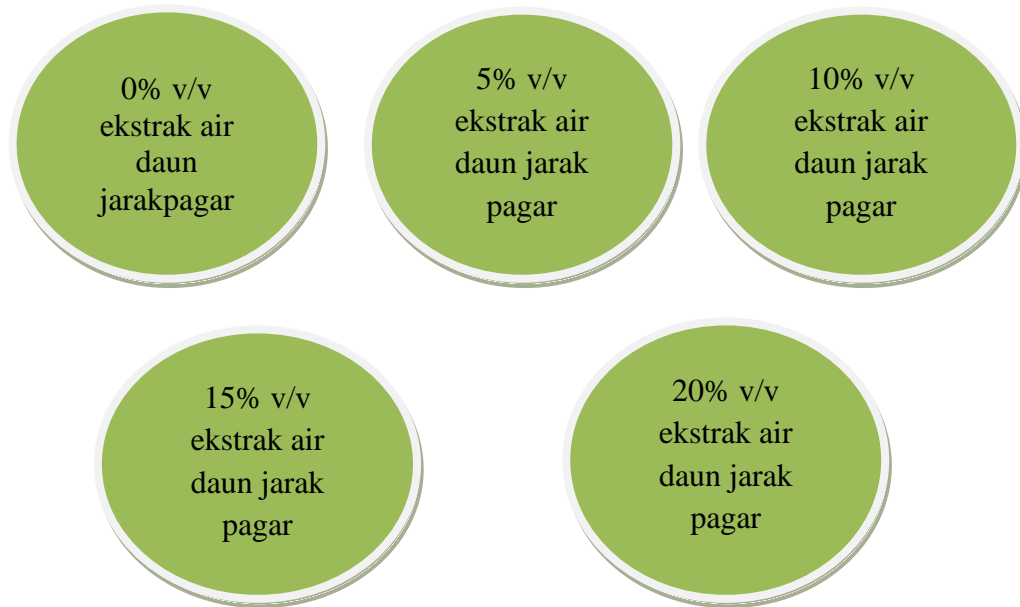 0% v/v
ekstrak air
daun
jarakpagar
5% v/v
ekstrak air
daun jarak
pagar
10% v/v
ekstrak air
daun jarak
pagar
15% v/v
ekstrak air
daun jarak
pagar
20% v/v
ekstrak air
daun jarak
pagar